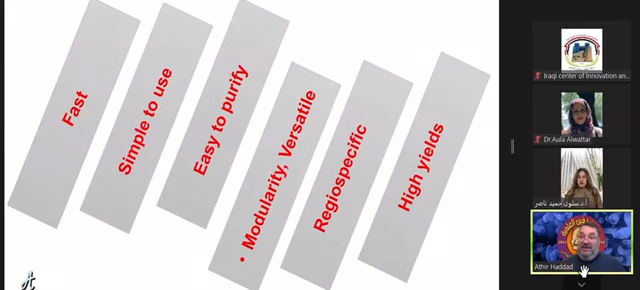 Fast
Simple to use
Easy to purify
• Modularity, Versatile
Regiospecific
High yields
Iraqi center of Innovation an...
Dr.Aula Alwattar
أ.د.سلوى حميد ناصر
Athir Haddad